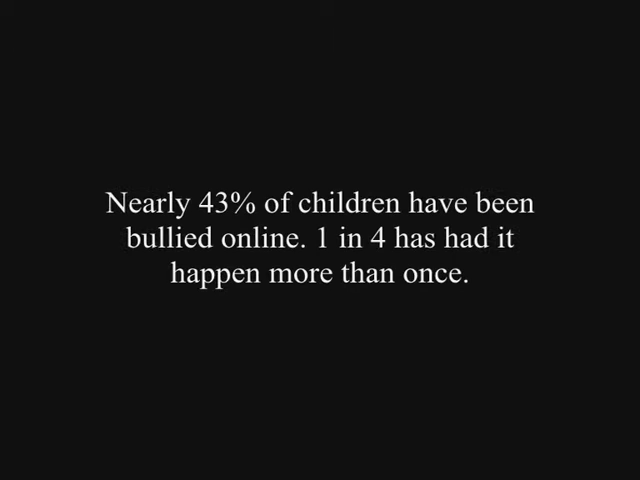 Nearly 43% of children have been
bullied online. 1 in 4 has had it
happen more than once.